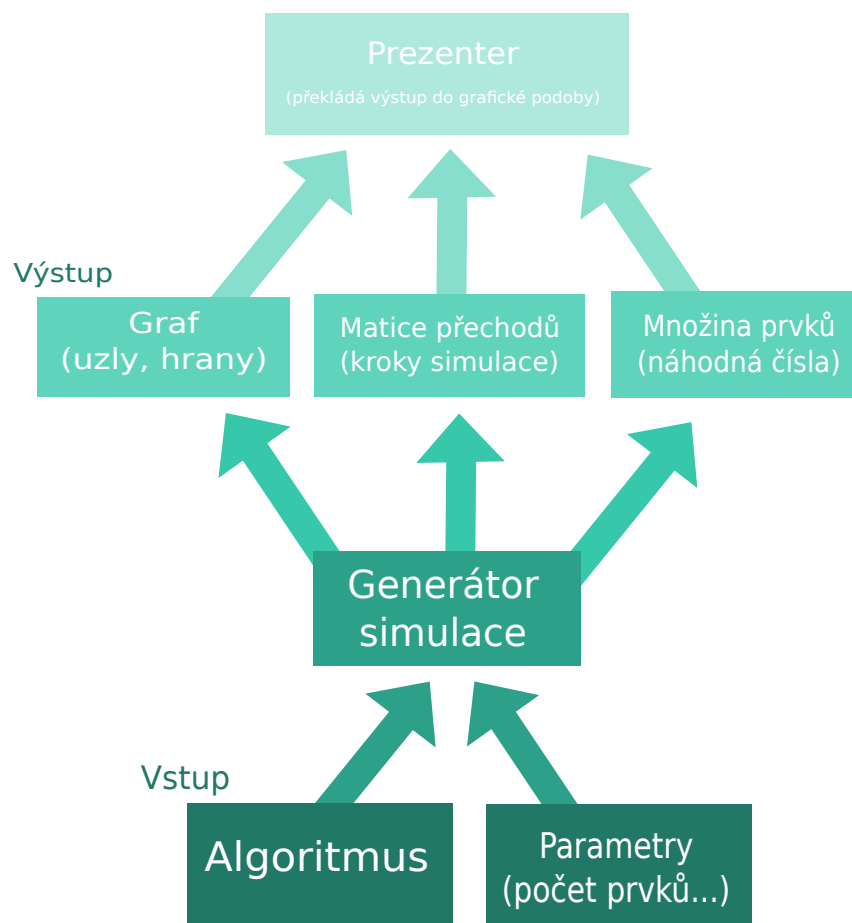 Prezenter
(překládá výstup do grafické podoby)
Výstup
Graf
(uzly, hrany)
Matice přechodů
(kroky simulace)
Množina prvků
(náhodná čísla)
Generátor
simulace
Vstup
Algoritmus
Parametry
(počet prvků...)